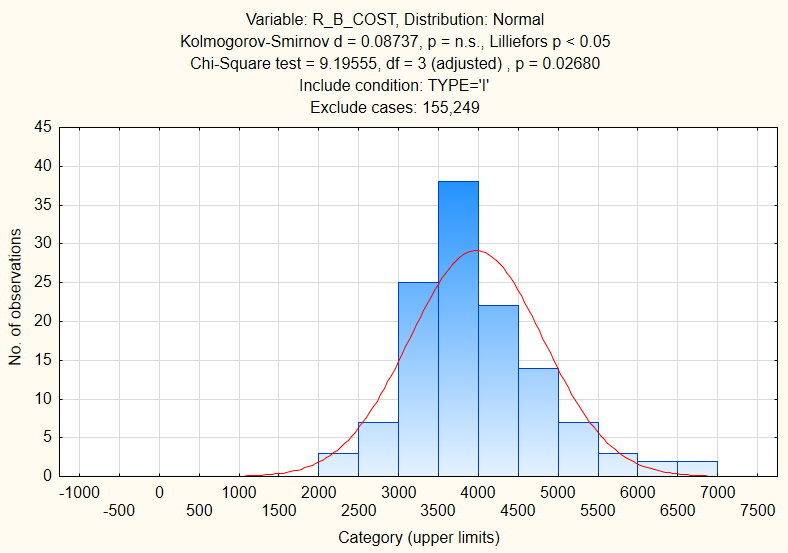 Variable: R_B_COST, Distribution: Normal
Kolmogorov-Smirnov d = 0.08737, p = n.s., Lilliefors p < 0.05
Chi-Square test = 9.19555, df = 3 (adjusted) , p = 0.02680
Include condition: TYPE='I'
Exclude cases: 155,249
45
40
35
30
25
20
15
10
5
0
No. of observations
-1000 0 1000 2000 3000 4000 5000 6000 7000
-500 500 1500 2500 3500 4500 5500 6500 7500
Category (upper limits)